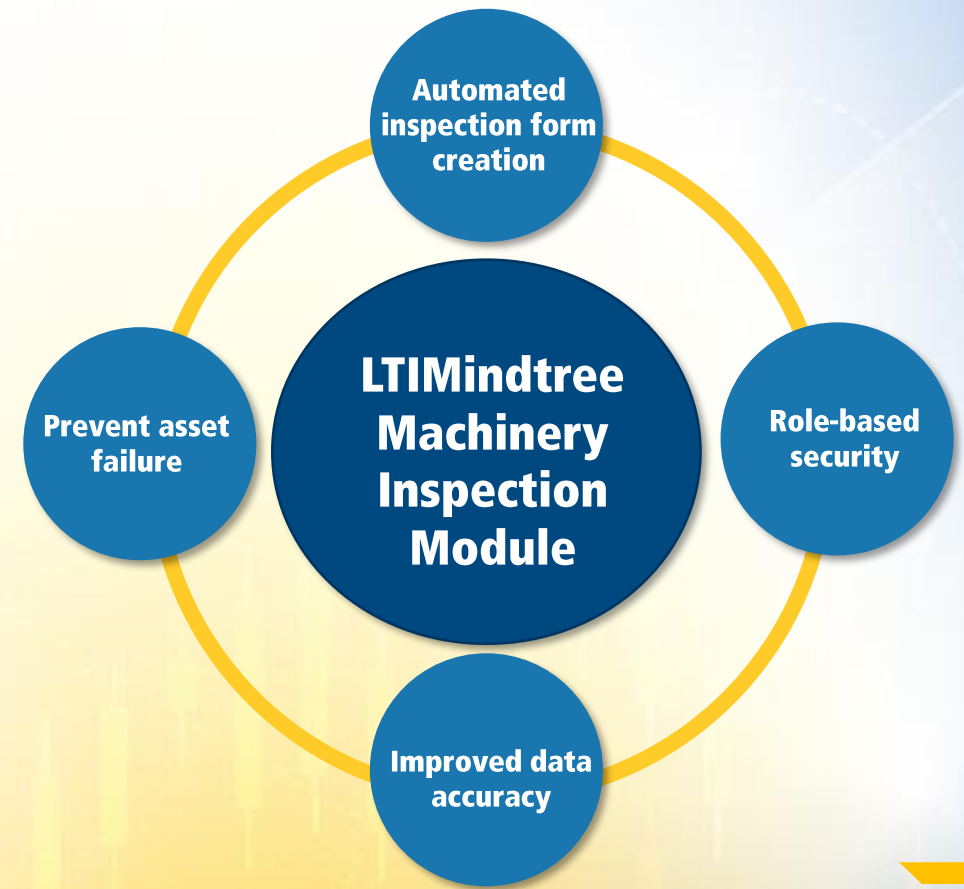 Automated
inspection form
creation
LTIMindtree
Machinery
Inspection
Module
Prevent asset
failure
Role-based
security
Improved data
accuracy